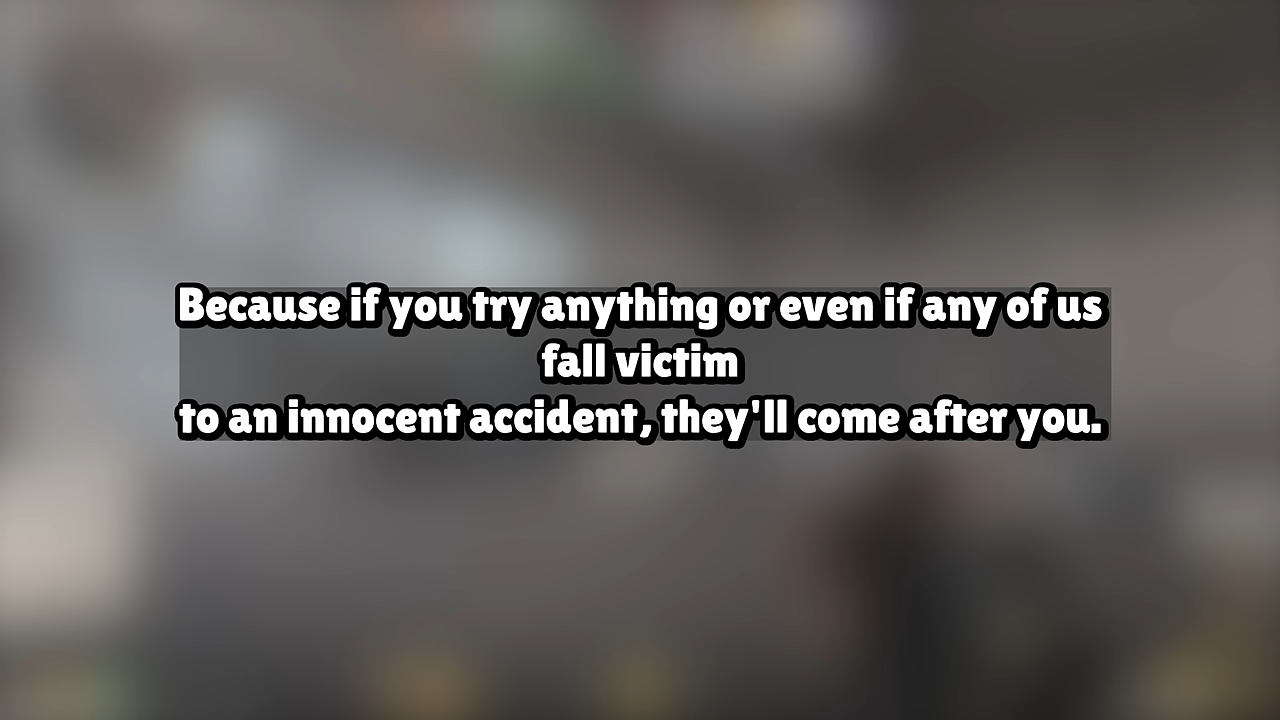 Because if you try anything or even if any of us
fall victim
to an innocent accident, they'll come after you.